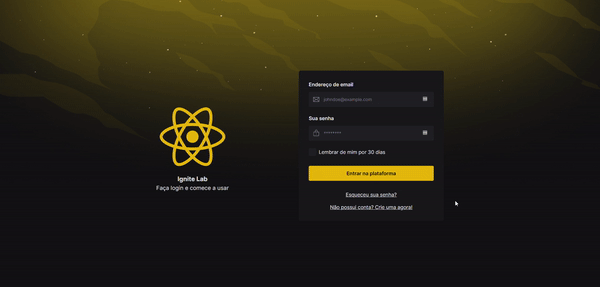 Ignite Lab
Faça login e comece a usar
Endereço de email
johndoe@example.com
Sua senha
********
Lembrar de mim por 30 dias
Entrar na plataforma
Esqueceu sua senha?
Não possui conta? Crie uma agora!